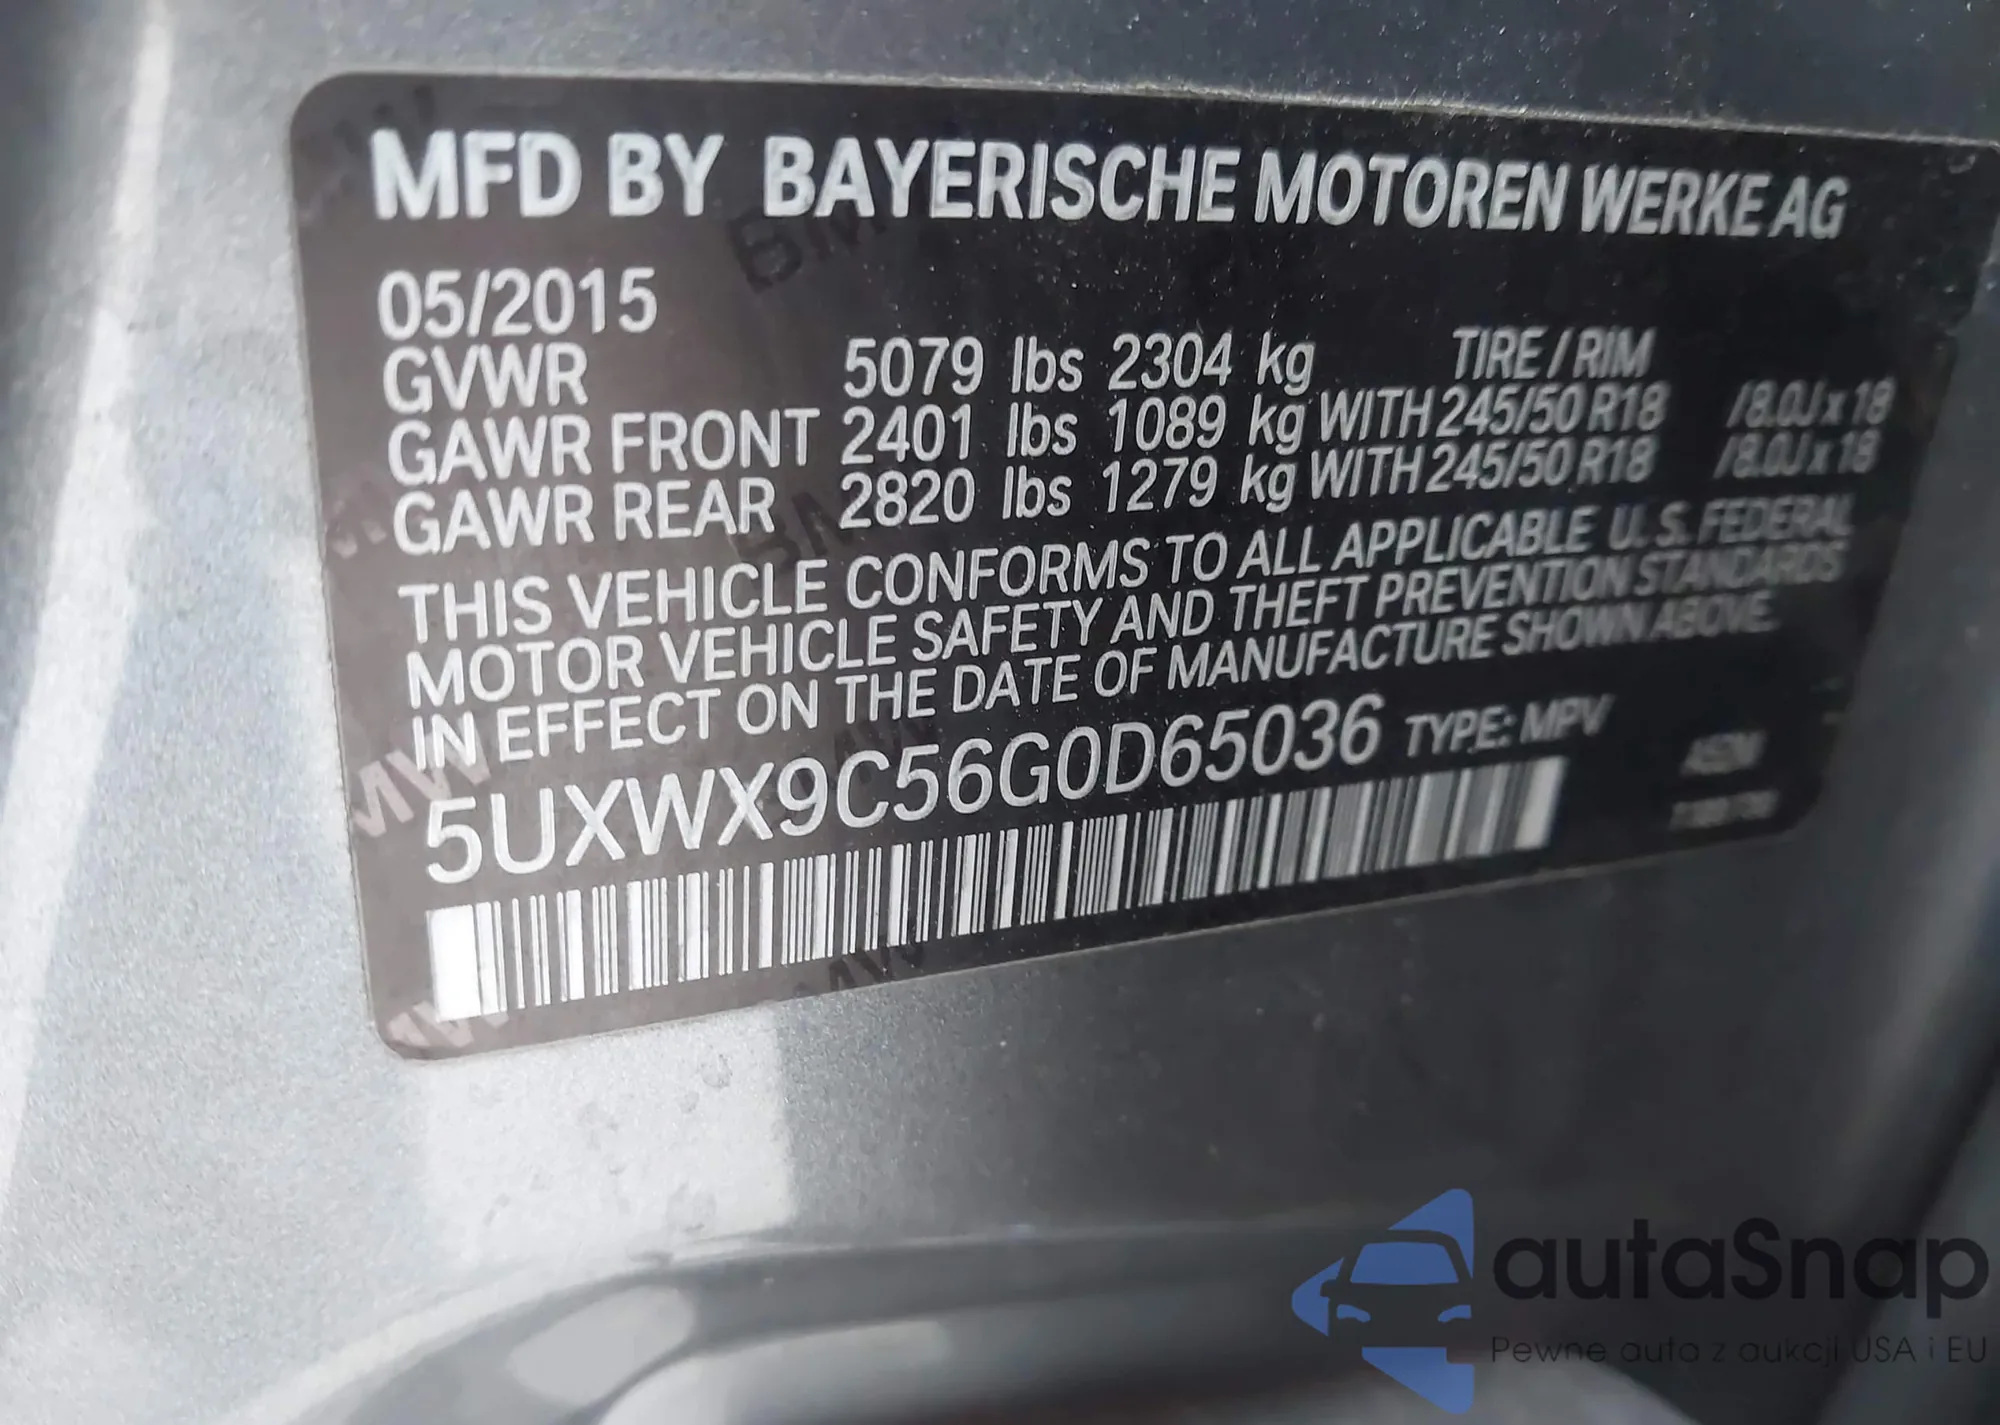 MFD BY BAYERISCHE MOTOREN WERKE AG
05/2015
GVWR 5079 lbs 2304 kg TIRE / RIM
GAWR FRONT 2401 lbs 1089 kg WITH 245/50 R18 /8.0J x 18
GAWR REAR 2820 lbs 1279 kg WITH 245/50 R18 /8.0J x 18
THIS VEHICLE CONFORMS TO ALL APPLICABLE U.S. FEDERAL
MOTOR VEHICLE SAFETY AND THEFT PREVENTION STANDARDS
IN EFFECT ON THE DATE OF MANUFACTURE SHOWN ABOVE.
5UXWX9C56G0D65036 TYPE: MPV
autaSnap
Pewne auta z aukcji USA i EU